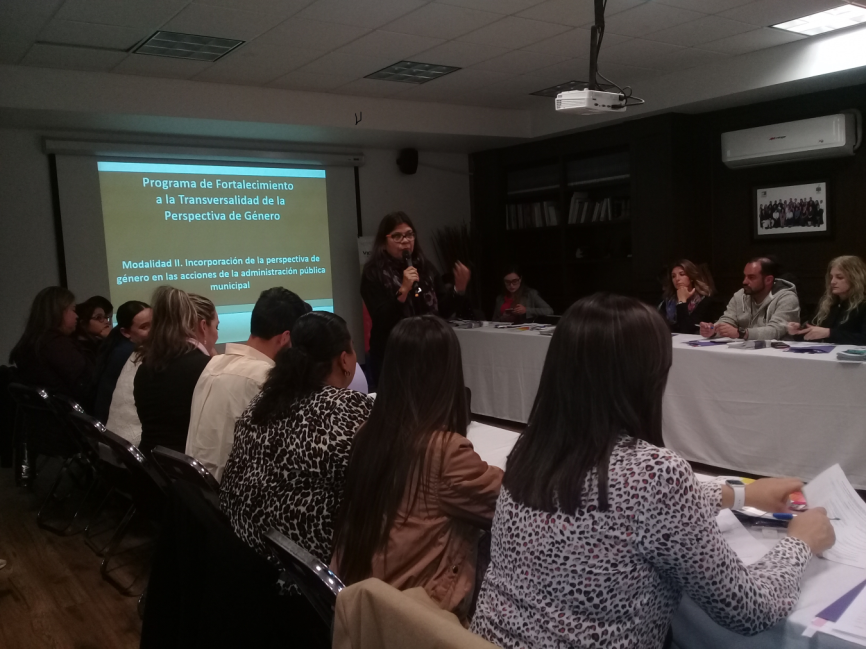 Programa de Fortalecimiento
a la Transversalidad de la
Perspectiva de Género
Modalidad II. Incorporación de la perspectiva de
género en las acciones de la administración pública
municipal